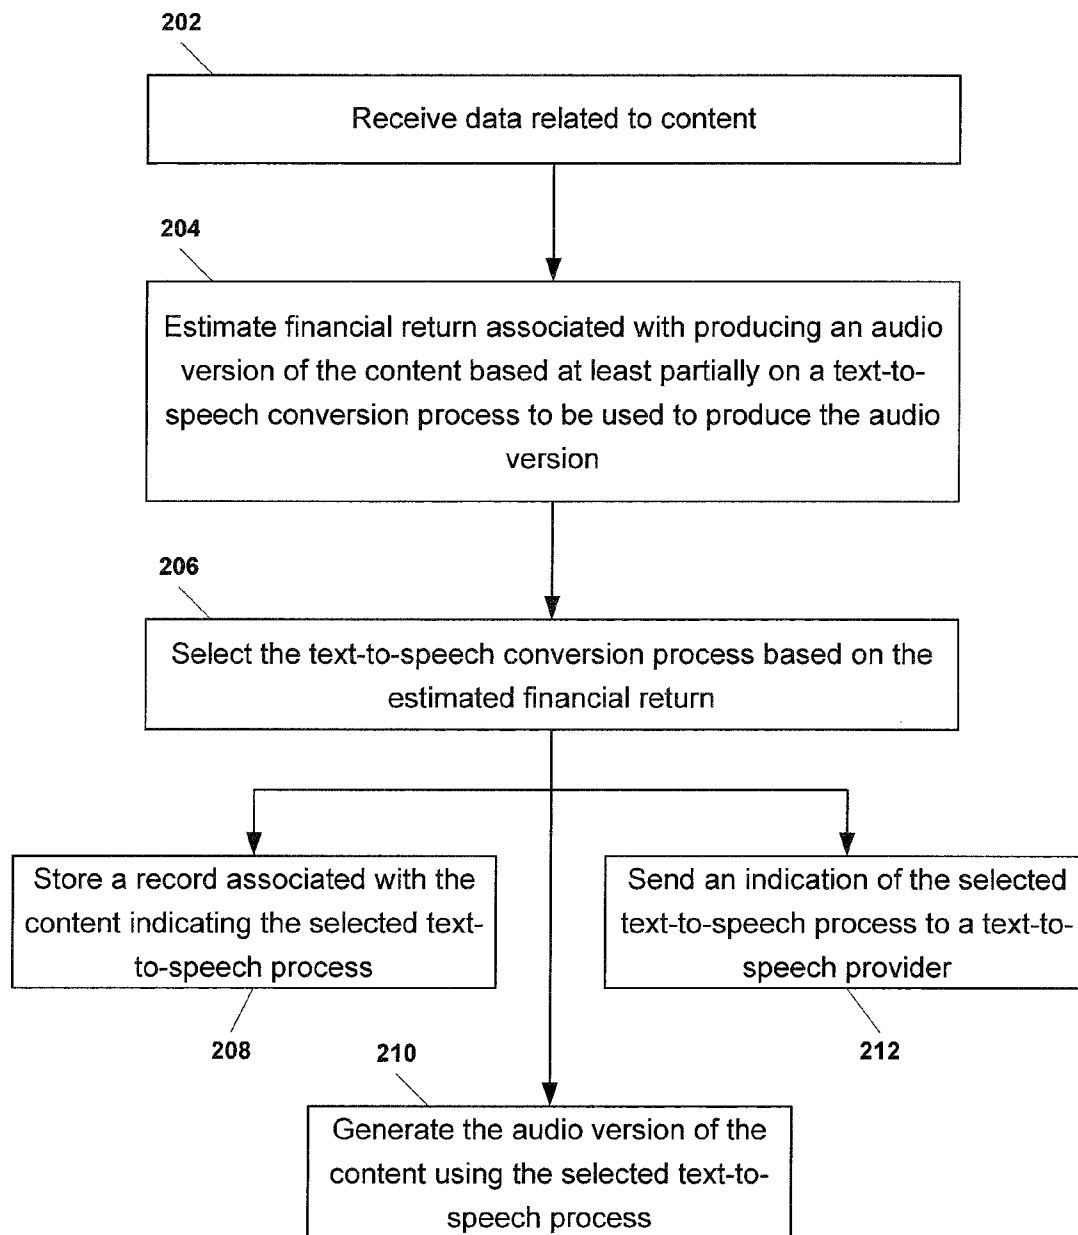 202
Receive data related to content
204
Estimate financial return associated with producing an audio
version of the content based at least partially on a text-to-
speech conversion process to be used to produce the audio
version
206
Select the text-to-speech conversion process based on the
estimated financial return
Store a record associated with the
content indicating the selected text-
to-speech process
208
Send an indication of the selected
text-to-speech process to a text-to-
speech provider
212
210
Generate the audio version of the
content using the selected text-to-
speech process